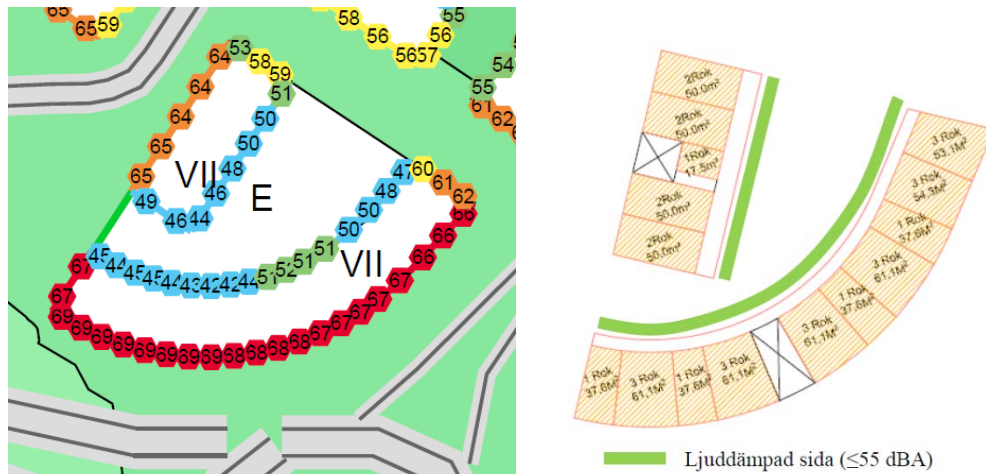 65
65
59
58
56
56
57
56
55
54
55
61
62
64
53
58
59
51
64
50
64
50
65
48
65
VII
46
49
46
44
E
47
60
61
62
48
66
50
66
50
66
51
VII
67
51
67
52
67
51
67
44
67
42
68
42
68
43
68
44
68
45
69
45
69
44
69
45
69
67
69
67
69
69
69
2Rok
50.0m²
2Rok
50.0m²
1Rok
17,5m²
2Rok
50.0m²
2Rok
50.0m²
3 Rok
53,1M²
3 Rok
54,3M²
1 Rok
37,6M²
3 Rok
61,1M²
1 Rok
37,6M²
3 Rok
61,1M²
3 Rok
61,1M²
1 Rok
37,6M²
3 Rok
61,1M²
1 Rok
37,6M²
Ljuddämpad sida (≤55 dBA)